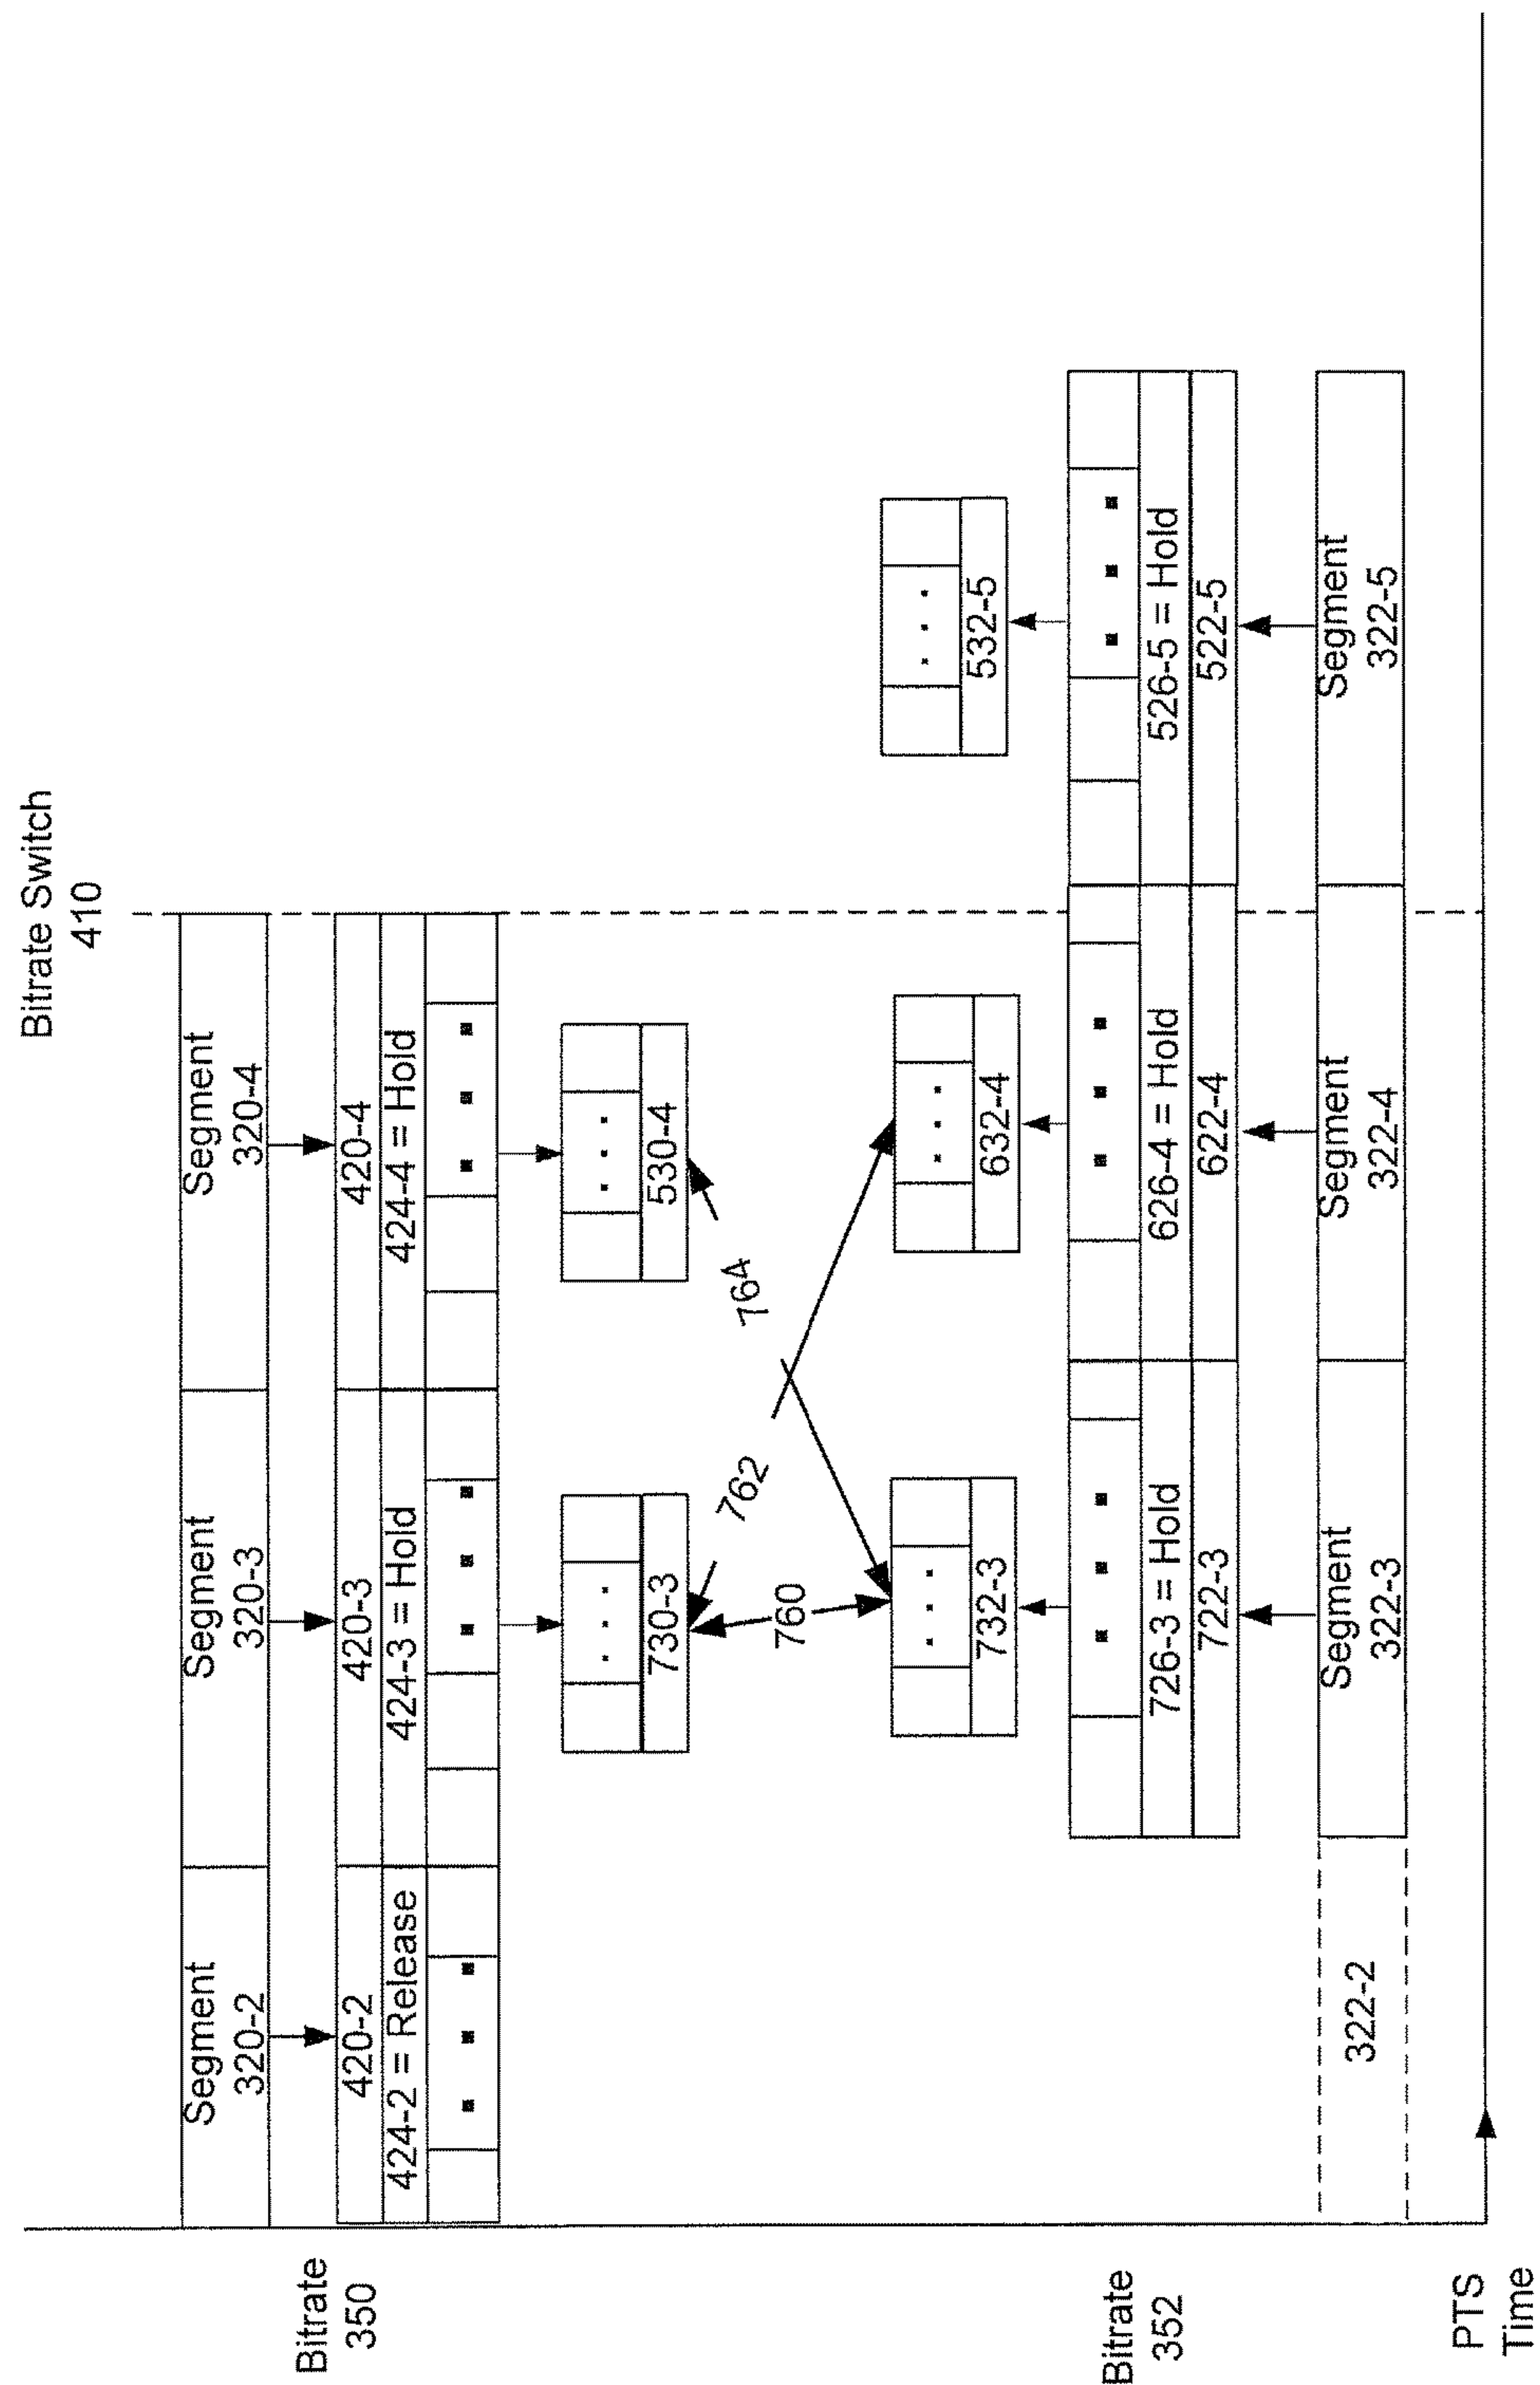 Bitrate Switch
410
Bitrate
350
Segment
320-2
Segment
320-3
Segment
320-4
420-2
420-3
420-4
424-2 = Release
424-3 = Hold
424-4 = Hold
730-3
530-4
762
764
760
732-3
632-4
532-5
Bitrate
352
726-3 = Hold
626-4 = Hold
526-5 = Hold
722-3
622-4
522-5
322-2
Segment
322-3
Segment
322-4
Segment
322-5
PTS
Time